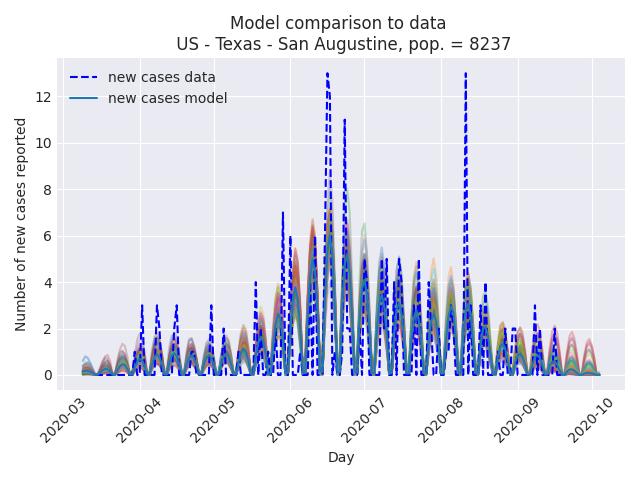 Model comparison to data
US - Texas - San Augustine, pop. = 8237
new cases data
new cases model
Number of new cases reported
12
10
8
6
4
2
0
2020-03
2020-04
2020-05
2020-06
2020-07
2020-08
2020-09
2020-10
Day